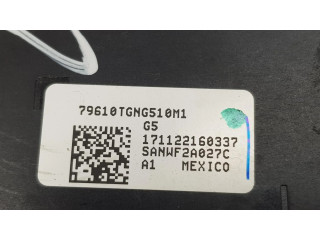 79610TGNG510M1
G5
171122160337
SANWF2A027C
A1 MEXICO